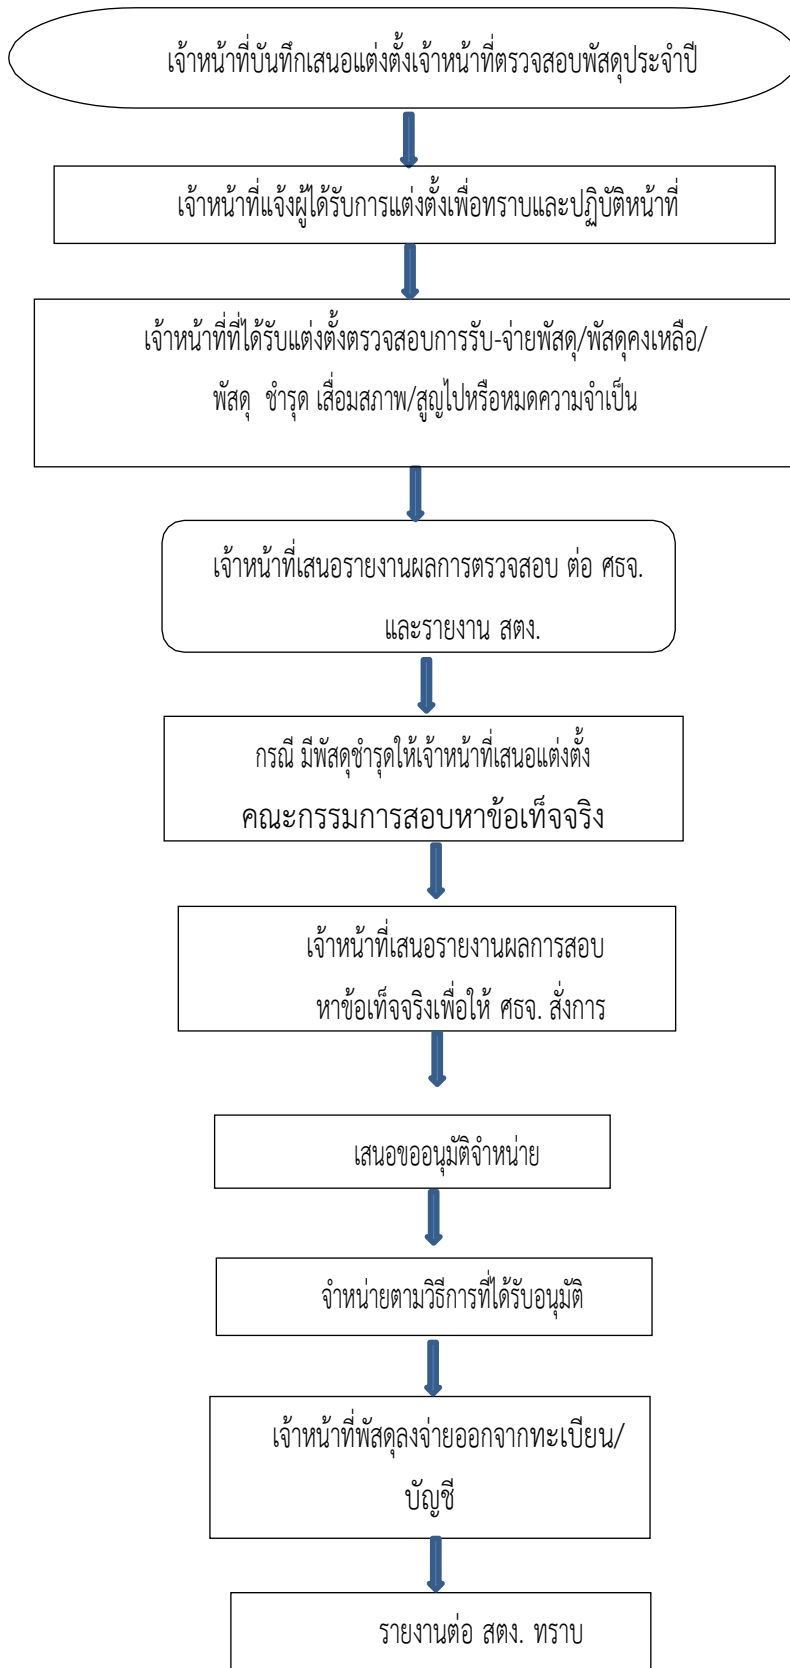 เจ้าหน้าที่บันทึกเสนอแต่งตั้งเจ้าหน้าที่ตรวจสอบพัสดุประจำปี
เจ้าหน้าที่แจ้งผู้ได้รับการแต่งตั้งเพื่อทราบและปฏิบัติหน้าที่
เจ้าหน้าที่ที่ได้รับแต่งตั้งตรวจสอบการรับ-จ่ายพัสดุ/พัสดุคงเหลือ/
พัสดุ ชำรุด เสื่อมสภาพ/สูญไปหรือหมดความจำเป็น
เจ้าหน้าที่เสนอรายงานผลการตรวจสอบ ต่อ ศธจ.
และรายงาน สตง.
กรณี มีพัสดุชำรุดให้เจ้าหน้าที่เสนอแต่งตั้ง
คณะกรรมการสอบหาข้อเท็จจริง
เจ้าหน้าที่เสนอรายงานผลการสอบ
หาข้อเท็จจริงเพื่อให้ ศธจ. สั่งการ
เสนอขออนุมัติจำหน่าย
จำหน่ายตามวิธีการที่ได้รับอนุมัติ
เจ้าหน้าที่พัสดุลงจ่ายออกจากทะเบียน/
บัญชี
รายงานต่อ สตง. ทราบ